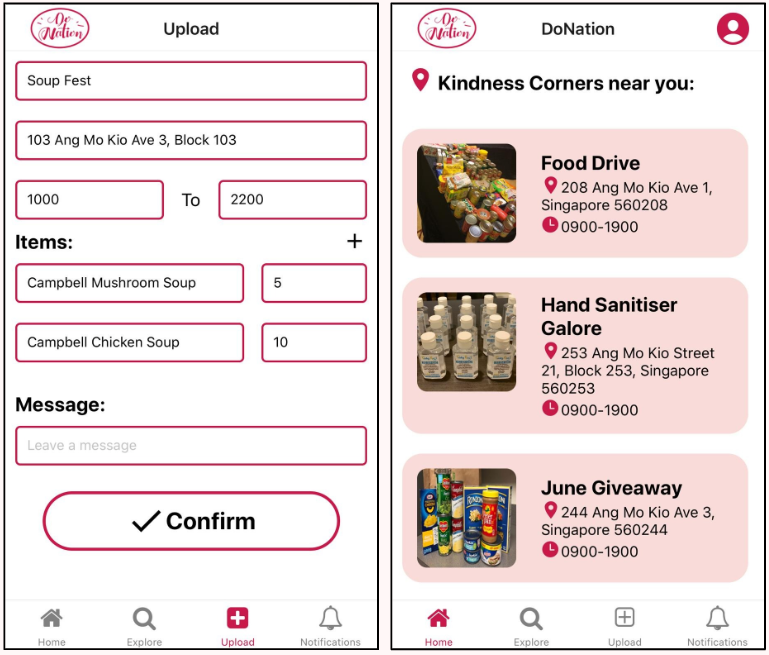 Do
Nation
Upload
Soup Fest
103 Ang Mo Kio Ave 3, Block 103
1000 To 2200
Items: +
Campbell Mushroom Soup 5
Campbell Chicken Soup 10
Message:
Leave a message
Confirm
Home Explore Upload Notifications
Do
Nation
DoNation
Kindness Corners near you:
Food Drive
208 Ang Mo Kio Ave 1,
Singapore 560208
0900-1900
Hand Sanitiser
Galore
253 Ang Mo Kio Street
21, Block 253, Singapore
560253
0900-1900
June Giveaway
244 Ang Mo Kio Ave 3,
Singapore 560244
0900-1900
Home Explore Upload Notifications